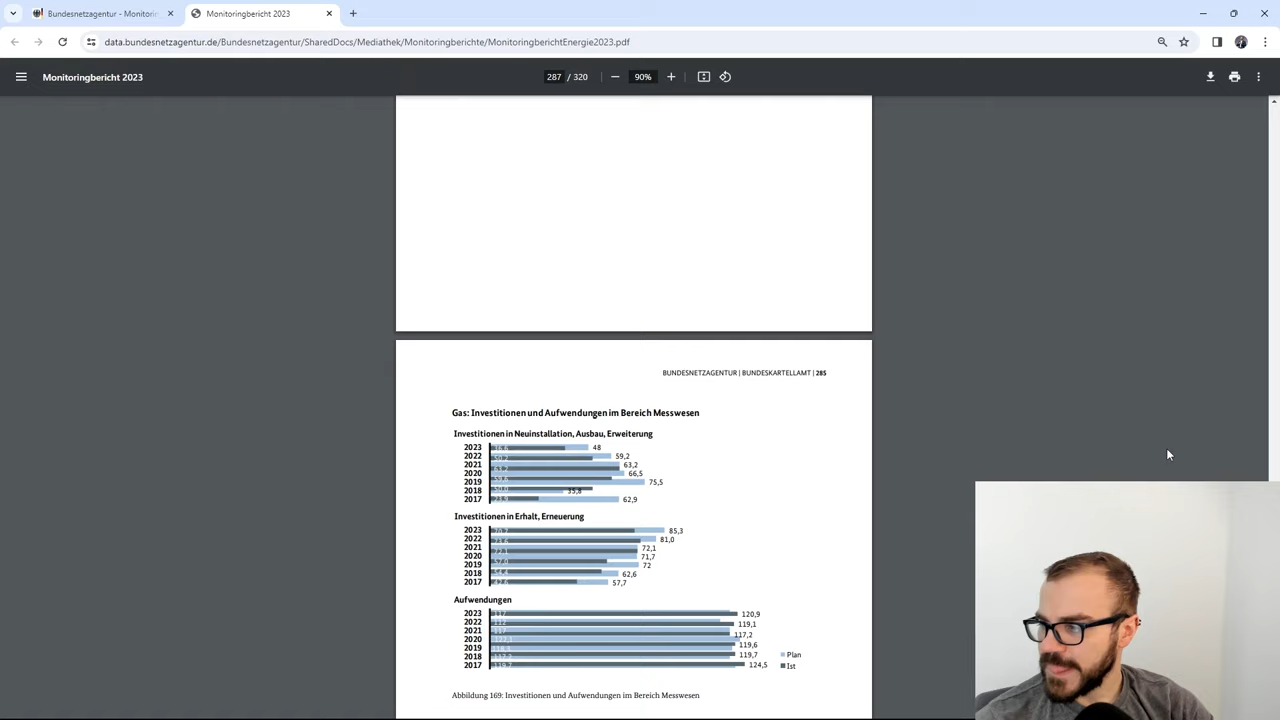 Bundesnetzagentur - Monitorin
Monitoringbericht 2023
data.bundesnetzagentur.de/Bundesnetzagentur/SharedDocs/Mediathek/Monitoringberichte/MonitoringberichtEnergie2023.pdf
Monitoringbericht 2023
287 / 320
90%
BUNDESNETZAGENTUR | BUNDESKARTELLAMT | 285
Gas: Investitionen und Aufwendungen im Bereich Messwesen
Investitionen in Neuinstallation, Ausbau, Erweiterung
2023 48
2022 59,2
2021 63,2
2020 66,5
2019 75,5
2018
2017 62,9
Investitionen in Erhalt, Erneuerung
2023 85,3
2022 81,0
2021 72,1
2020 71,7
2019 72
2018 62,6
2017 57,7
Aufwendungen
2023 120,9
2022 119,1
2021 117,2
2020
2019 119,6
2018 119,7
2017 124,5
Plan
Ist
Abbildung 169: Investitionen und Aufwendungen im Bereich Messwesen